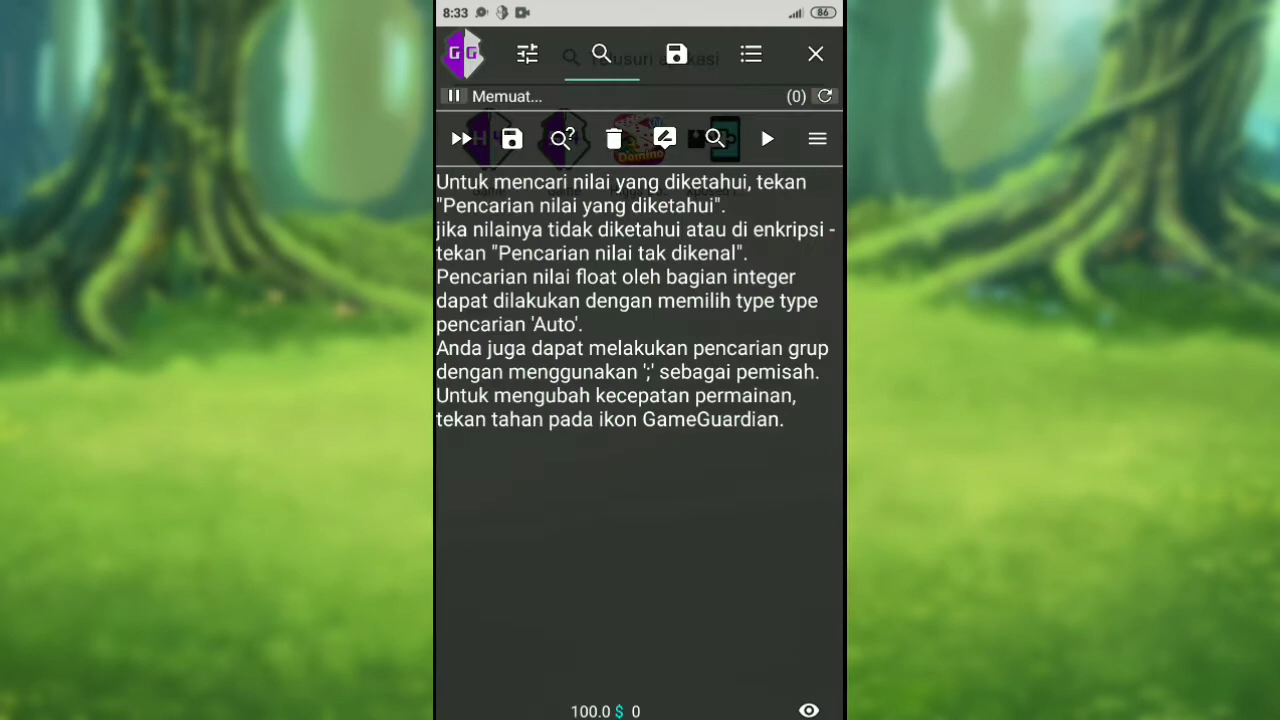 8:33
86
G G
Telusuri aplikasi
Memuat... (0)
Domino
Untuk mencari nilai yang diketahui, tekan
"Pencarian nilai yang diketahui".
jika nilainya tidak diketahui atau di enkripsi -
tekan "Pencarian nilai tak dikenal".
Pencarian nilai float oleh bagian integer
dapat dilakukan dengan memilih type type
pencarian 'Auto'.
Anda juga dapat melakukan pencarian grup
dengan menggunakan ';' sebagai pemisah.
Untuk mengubah kecepatan permainan,
tekan tahan pada ikon GameGuardian.
100.0 $ 0